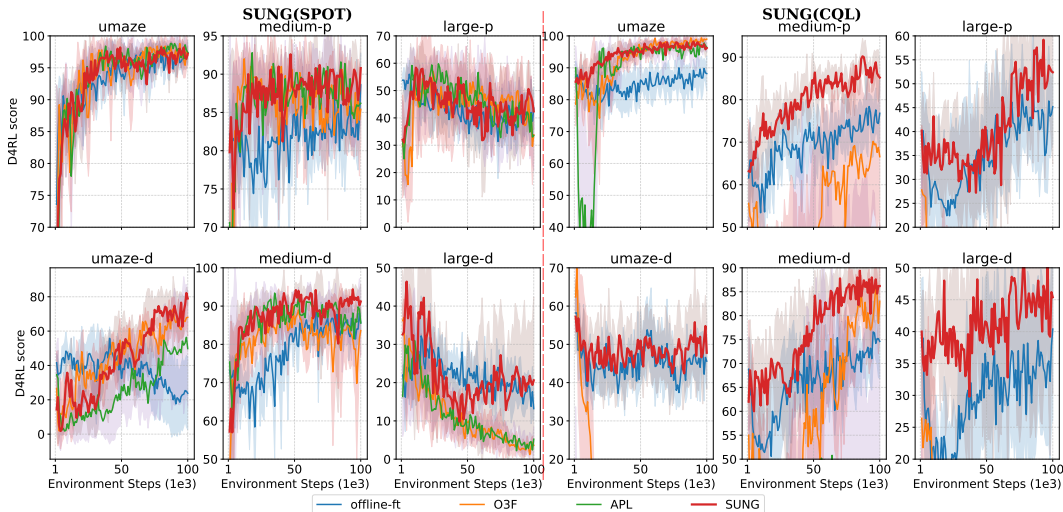 SUNG(SPOT) SUNG(CQL)
umaze medium-p large-p umaze medium-p large-p
100 95 70 100 100 60
95 90 60 90 90 55
90 85 50 80 80 50
85 80 40 70 70 45
80 75 30 60 60 40
75 70 20 50 50 35
70 10 40 30
0 25
20
D4RL score
umaze-d medium-d large-d umaze-d medium-d large-d
80 100 50 70 90 50
60 90 40 60 85 45
40 80 30 50 80 40
20 70 20 40 75 35
0 60 10 30 70 30
50 0 20 65 25
60 20
55
50
D4RL score
1 50 100 1 50 100 1 50 100 1 50 100 1 50 100 1 50 100
Environment Steps (1e3) Environment Steps (1e3) Environment Steps (1e3) Environment Steps (1e3) Environment Steps (1e3) Environment Steps (1e3)
offline-ft O3F APL SUNG